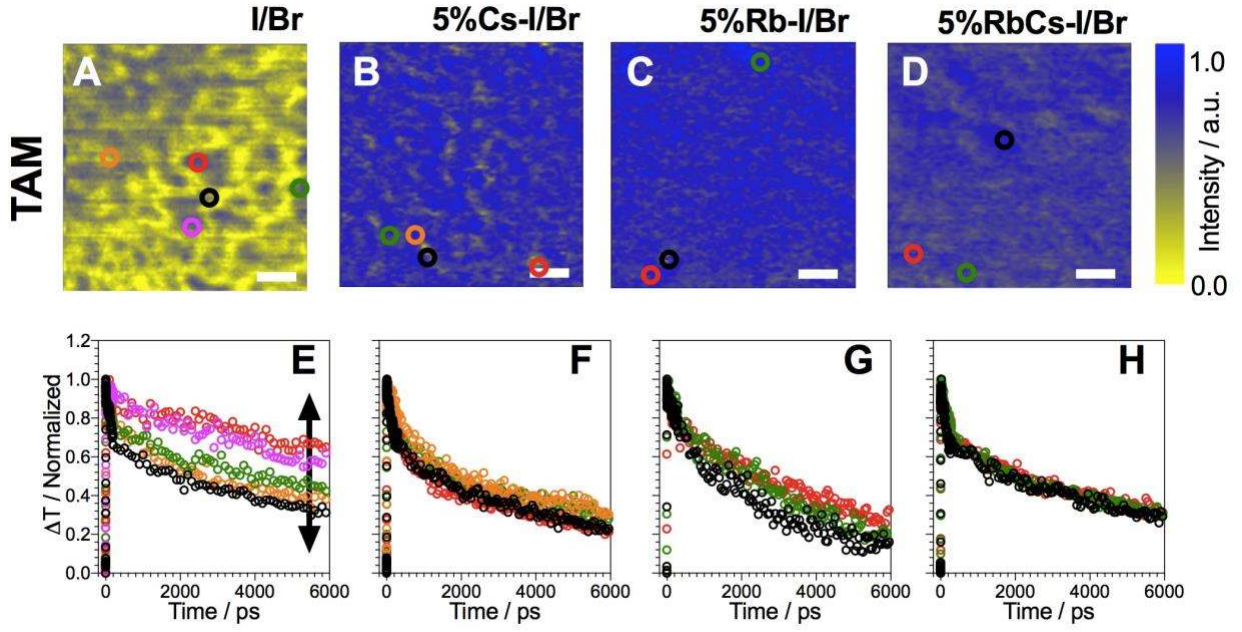 I/Br 5%Cs-I/Br 5%Rb-I/Br 5%RbCs-I/Br
TAM
A B C D
1.0
Intensity / a.u.
0.0
E F G H
ΔT / Normalized
1.2
1.0
0.8
0.6
0.4
0.2
0.0
0 2000 4000 6000 0 2000 4000 6000 0 2000 4000 6000 0 2000 4000 6000
Time / ps Time / ps Time / ps Time / ps